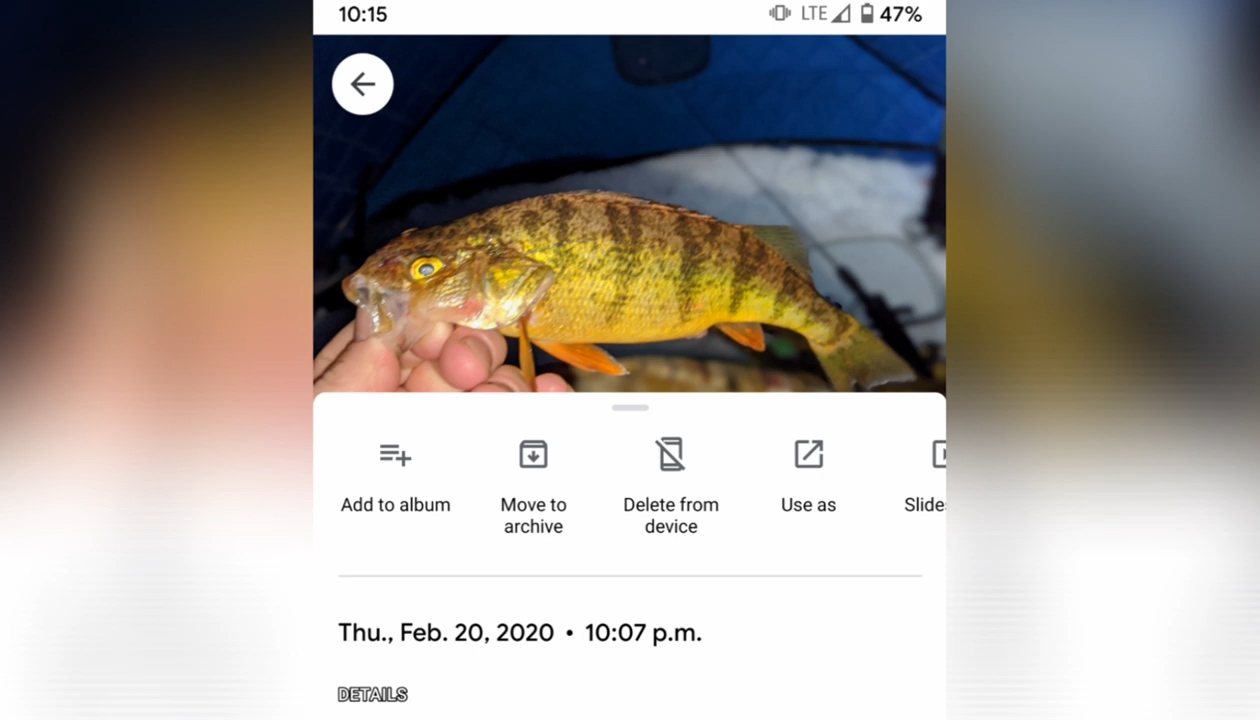 10:15 LTE 47%
Add to album
Move to
archive
Delete from
device
Use as
Slide
Thu., Feb. 20, 2020 • 10:07 p.m.
DETAILS